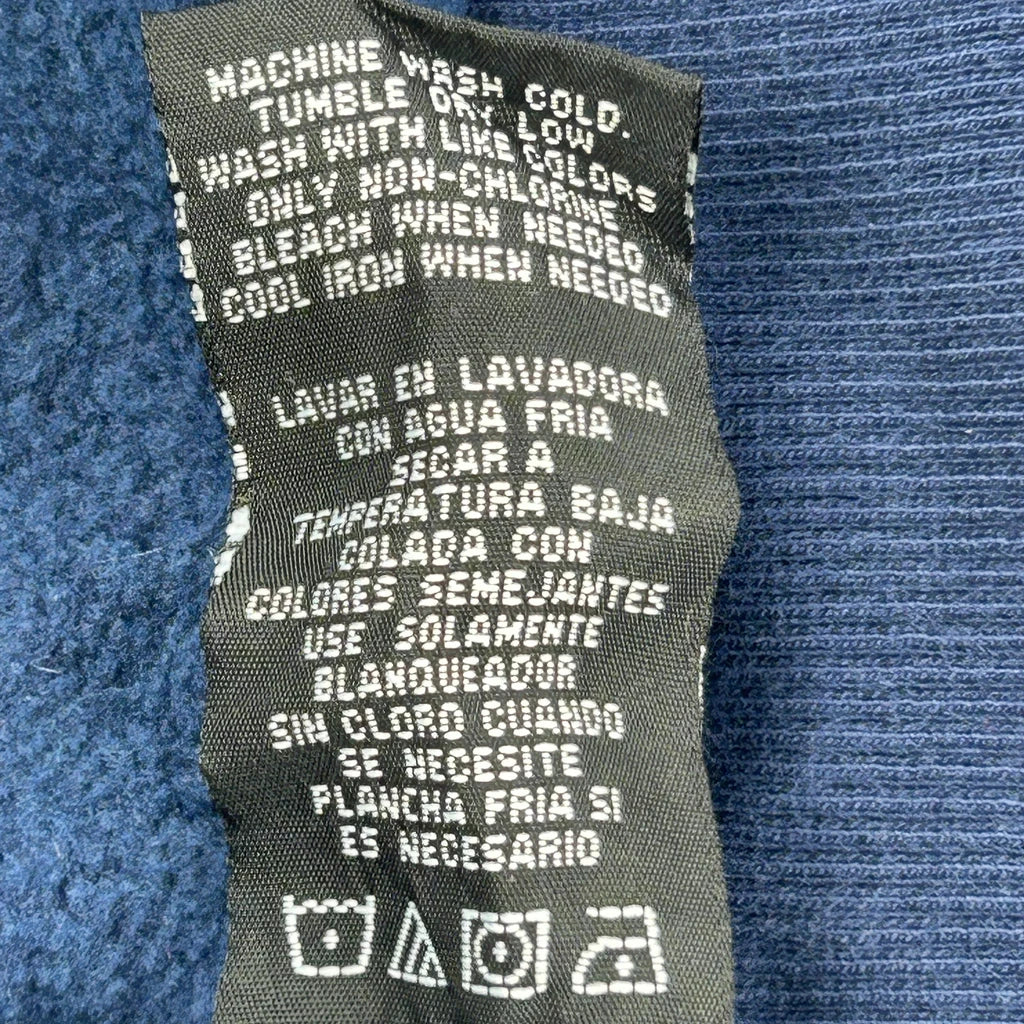 MACHINE WASH COLD.
TUMBLE DRY LOW
WASH WITH LIKE COLORS
ONLY NON-CHLORINE
BLEACH WHEN NEEDED
COOL IRON WHEN NEEDED
LAVAR EN LAVADORA
CON AGUA FRIA
SECAR A
TEMPERATURA BAJA
COLADA CON
COLORES SEMEJANTES
USE SOLAMENTE
BLANQUEADOR
SIN CLORO CUANDO
SE NECESITE
PLANCHA FRIA SI
ES NECESARIO